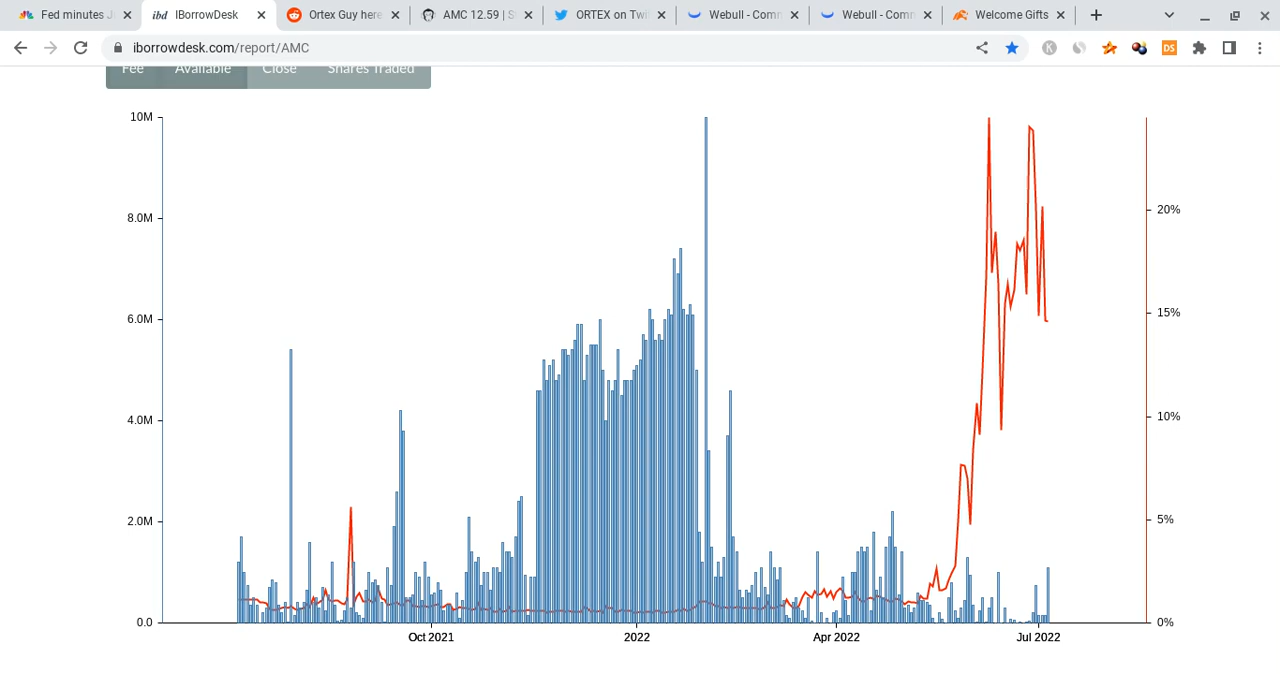 Fed minutes J
ibd IBorrowDesk
Ortex Guy here
AMC 12.59 | S
ORTEX on Twi
Webull - Comm
Webull - Comm
Welcome Gifts
iborrowdesk.com/report/AMC
K
S
DS
Fee Available Close Shares Traded
10M
8.0M
20%
6.0M
15%
4.0M
10%
2.0M
5%
0.0
0%
Oct 2021 2022 Apr 2022 Jul 2022